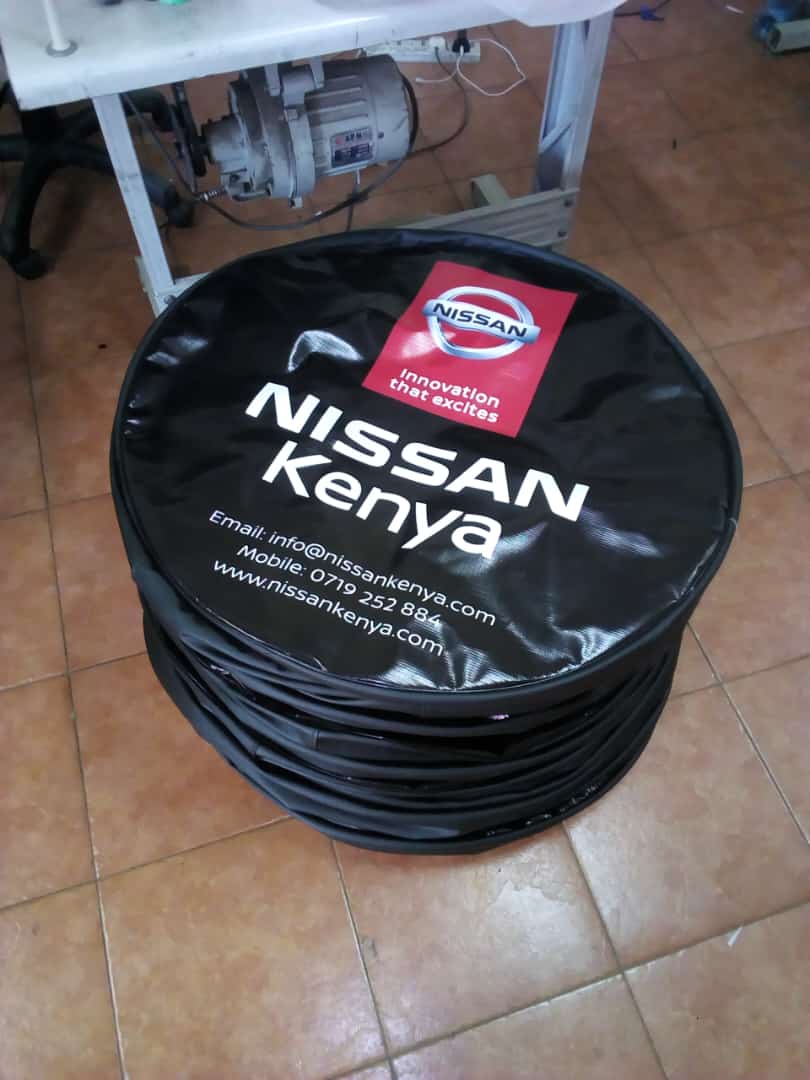 NISSAN
Innovation
that excites
NISSAN
Kenya
Email: info@nissankenya.com
Mobile: 0719 252 884
www.nissankenya.com